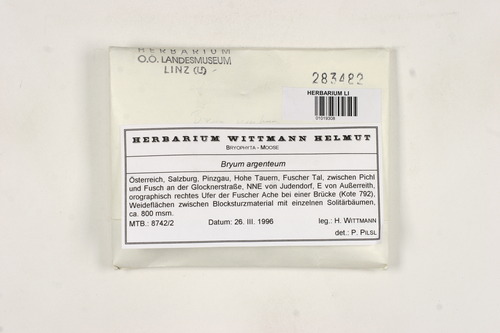 HERBARIUM
O.O. LANDESMUSEUM
LINZ (LI)
283482
HERBARIUM LI
01019308
HERBARIUM WITTMANN HELMUT
BRYOPHYTA - MOOSE
Bryum argenteum
Österreich, Salzburg, Pinzgau, Hohe Tauern, Fuscher Tal, zwischen Pichl
und Fusch an der Glocknerstraße, NNE von Judendorf, E von Außerreith,
orographisch rechtes Ufer der Fuscher Ache bei einer Brücke (Kote 792),
Weideflächen zwischen Blocksturzmaterial mit einzelnen Solitärbäumen,
ca. 800 msm.
MTB.: 8742/2 Datum: 26. III. 1996 leg.: H. WITTMANN
det.: P. PILSL